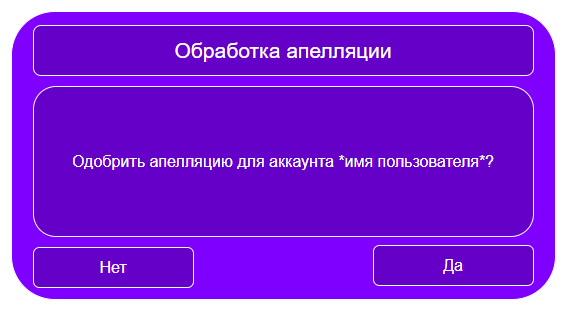 Обработка апелляции
Одобрить апелляцию для аккаунта *имя пользователя*?
Нет
Да